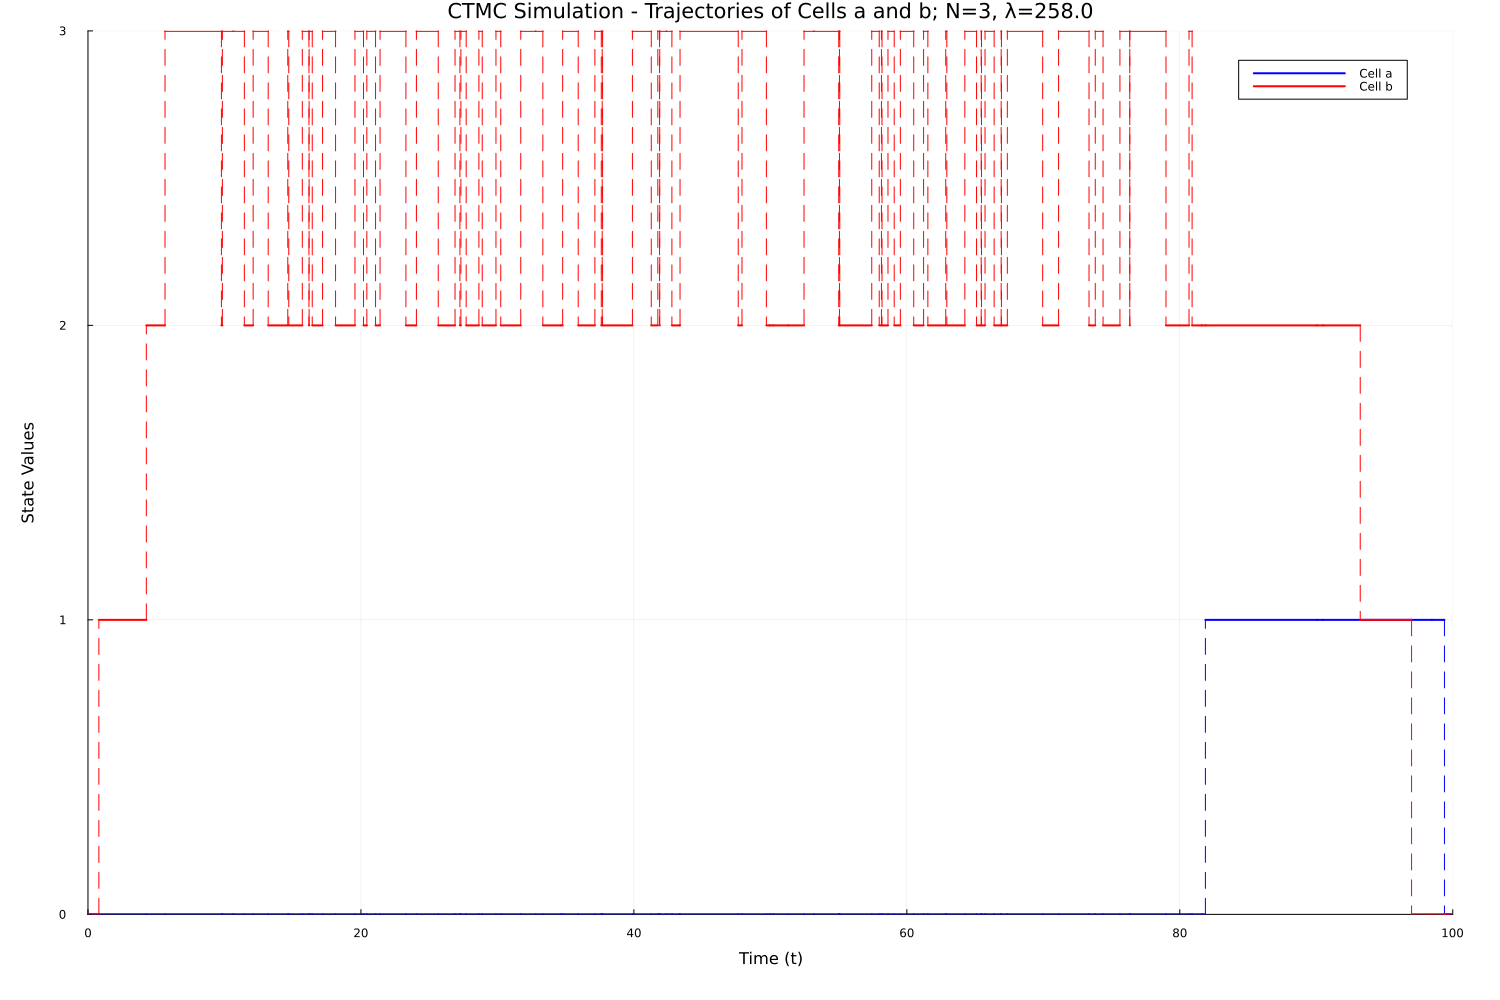 CTMC Simulation - Trajectories of Cells a and b; N=3, λ=258.0
Cell a
Cell b
State Values
3
2
1
0
0 20 40 60 80 100
Time (t)